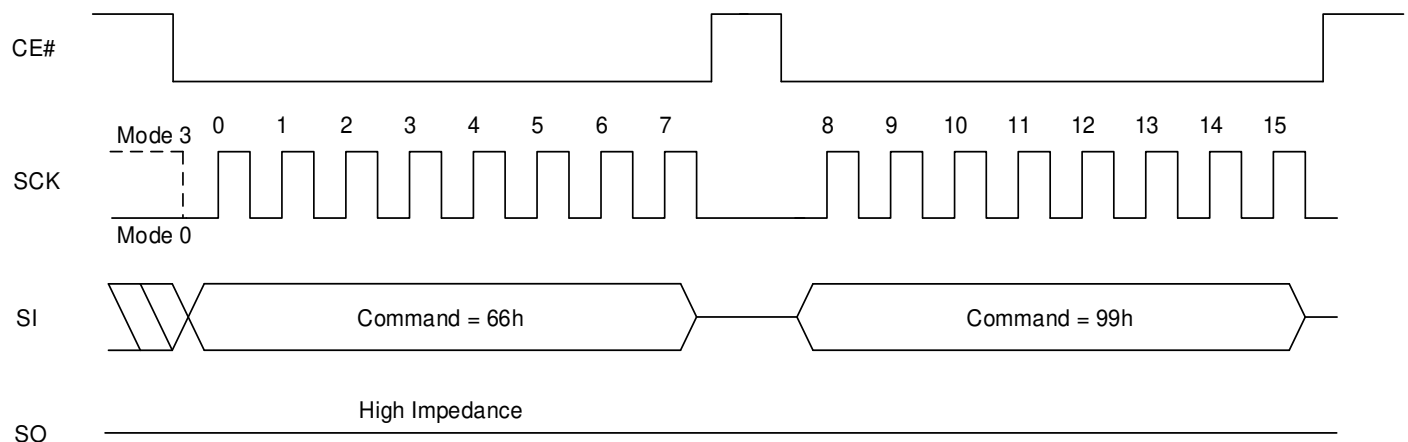 CE#
Mode 3 0 1 2 3 4 5 6 7 8 9 10 11 12 13 14 15
SCK
Mode 0
SI Command = 66h Command = 99h
High Impedance
SO